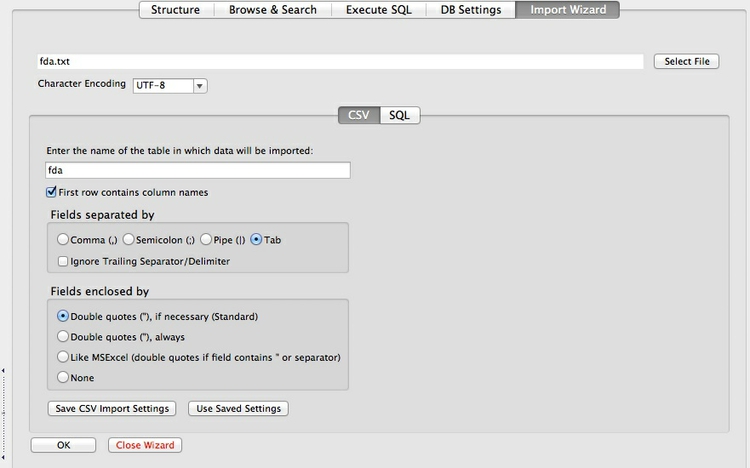 Structure Browse & Search Execute SQL DB Settings Import Wizard
fda.txt Select File
Character Encoding UTF-8
CSV SQL
Enter the name of the table in which data will be imported:
fda
First row contains column names
Fields separated by
Comma (,) Semicolon (;) Pipe (|) Tab
Ignore Trailing Separator/Delimiter
Fields enclosed by
Double quotes ("), if necessary (Standard)
Double quotes ("), always
Like MSExcel (double quotes if field contains " or separator)
None
Save CSV Import Settings Use Saved Settings
OK Close Wizard